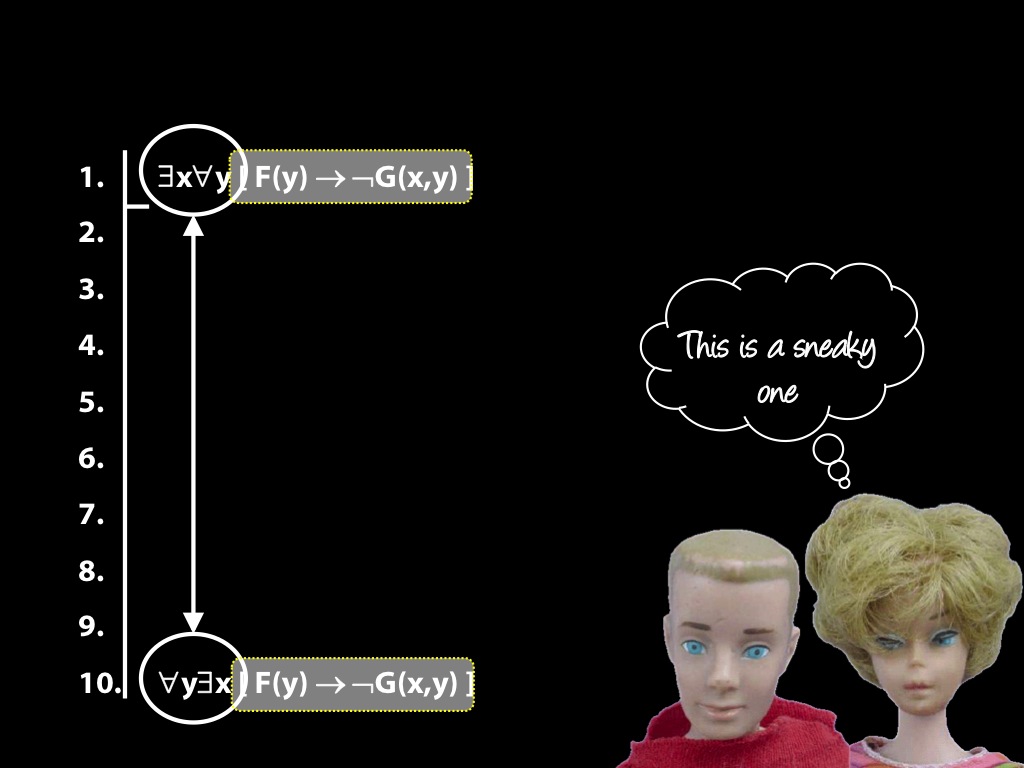 1. ∃x∀y [ F(y) → ¬G(x,y) ]
2.
3.
4.
5.
6.
7.
8.
9.
10. ∀y∃x [ F(y) → ¬G(x,y) ]
This is a sneaky
one